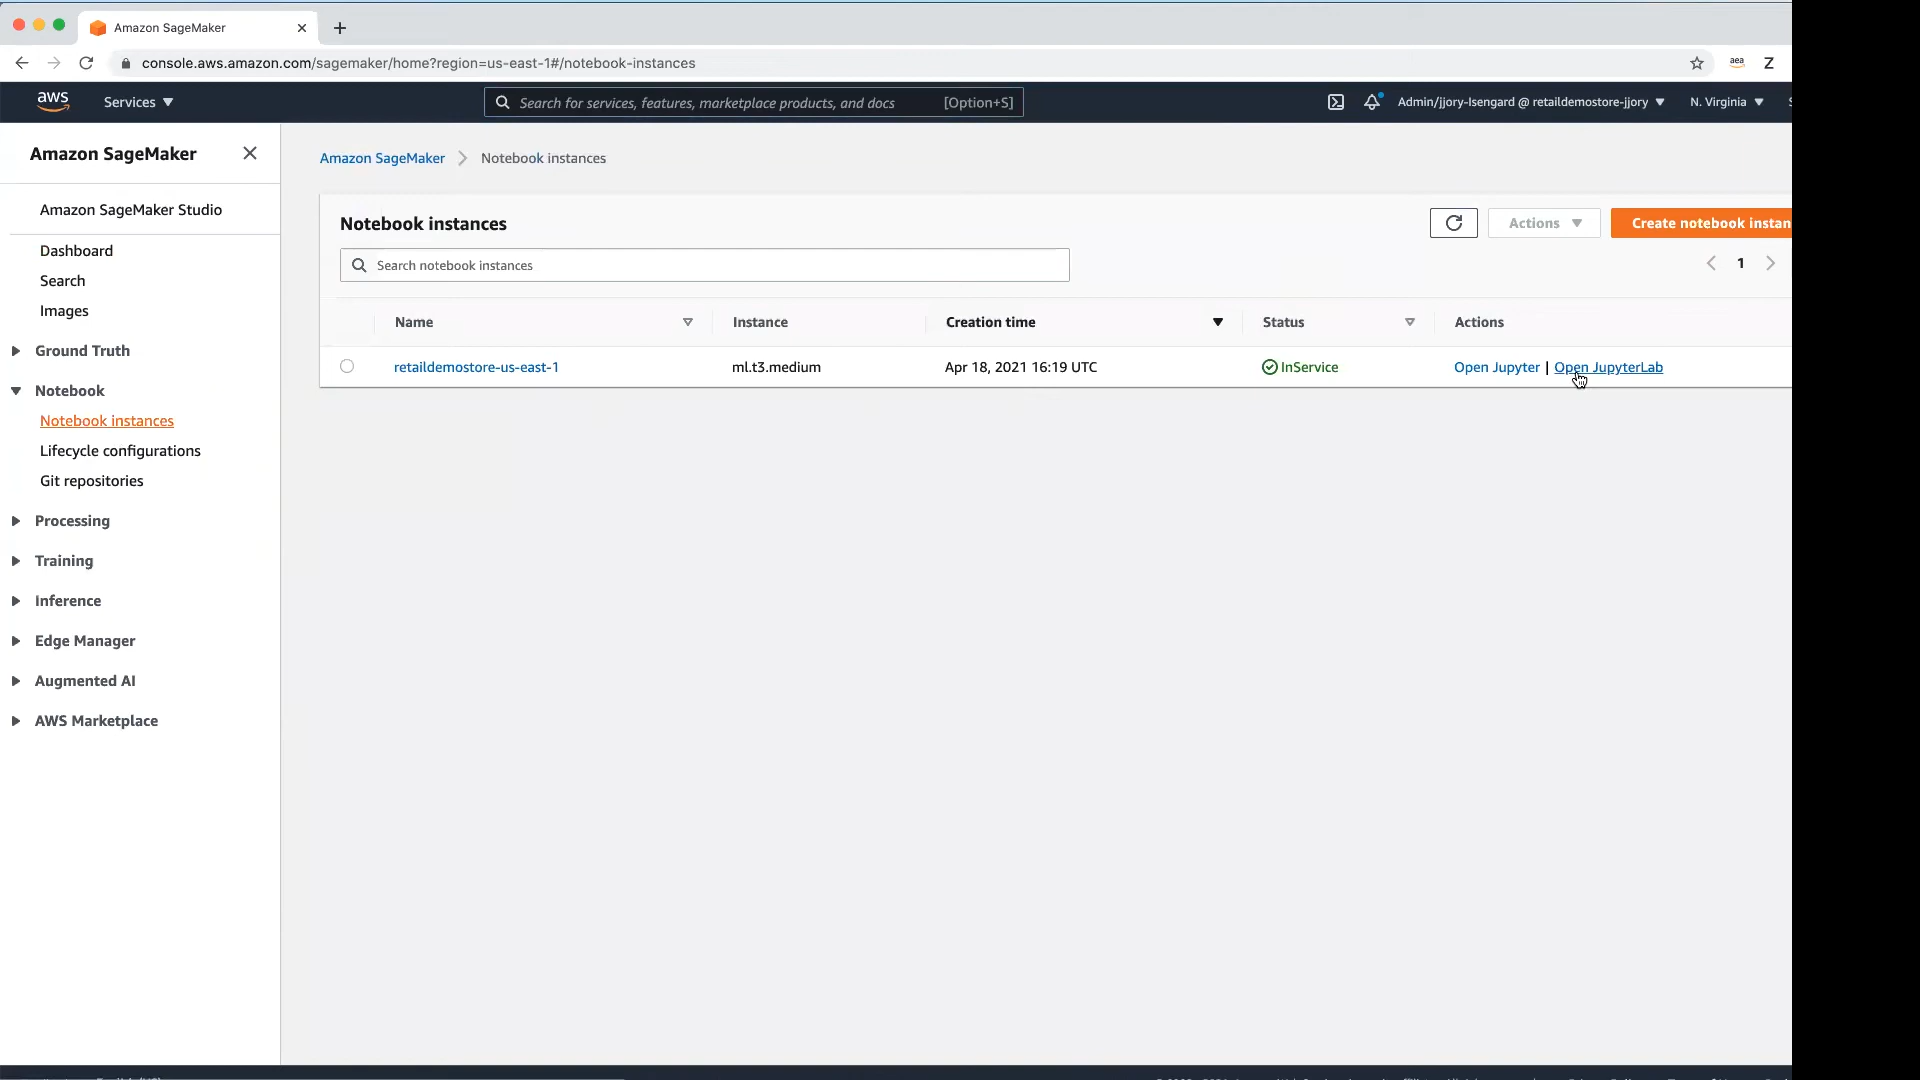 Amazon SageMaker
console.aws.amazon.com/sagemaker/home?region=us-east-1#/notebook-instances
aea
Z
aws
Services
Search for services, features, marketplace products, and docs
[Option+S]
Admin/jjory-Isengard @ retaildemostore-jjory
N. Virginia
Amazon SageMaker
Amazon SageMaker Studio
Dashboard
Search
Images
Ground Truth
Notebook
Notebook instances
Lifecycle configurations
Git repositories
Processing
Training
Inference
Edge Manager
Augmented AI
AWS Marketplace
Amazon SageMaker > Notebook instances
Notebook instances
Actions
Create notebook instan
Search notebook instances
1
Name
Instance
Creation time
Status
Actions
retaildemostore-us-east-1
ml.t3.medium
Apr 18, 2021 16:19 UTC
InService
Open Jupyter | Open JupyterLab